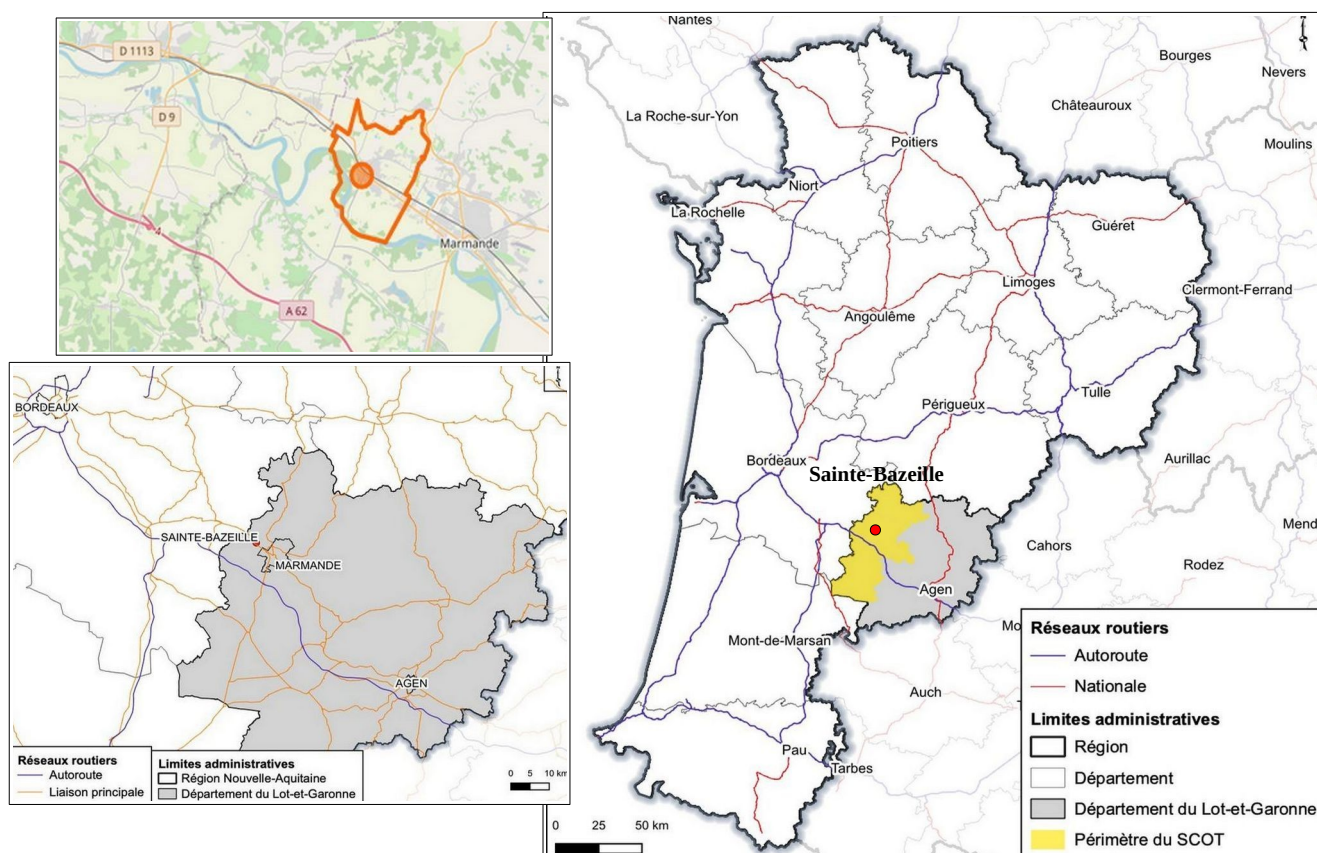 D 1113
D 9
4
A 62
Marmande
BORDEAUX
SAINTE-BAZEILLE
MARMANDE
AGEN
Réseaux routiers
Autoroute
Liaison principale
Limites administratives
Région Nouvelle-Aquitaine
Département du Lot-et-Garonne
0 5 10 km
Nantes
Bourges
Nevers
Châteauroux
La Roche-sur-Yon
Moulins
Poitiers
Niort
La Rochelle
Guéret
Limoges
Clermont-Ferrand
Angoulême
Tulle
Périgueux
Bordeaux
Aurillac
Sainte-Bazeille
Mend
Cahors
Rodez
Agen
Mo
Mont-de-Marsan
Auch
Pau
Tarbes
0 25 50 km
Réseaux routiers
Autoroute
Nationale
Limites administratives
Région
Département
Département du Lot-et-Garonne
Périmètre du SCOT